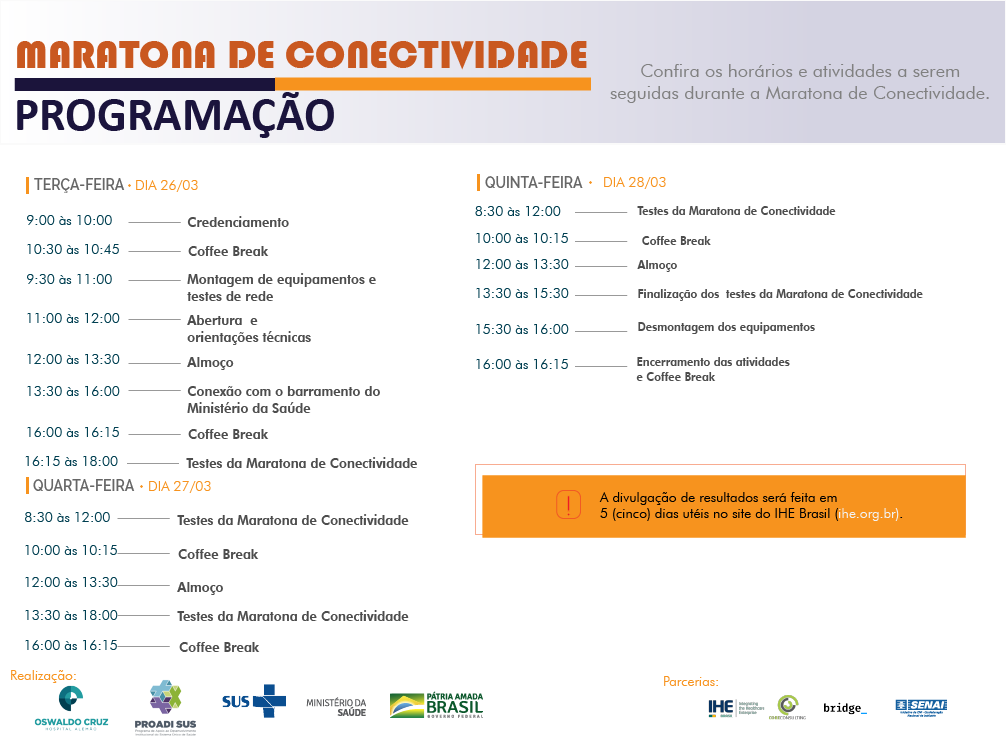 MARATONA DE CONECTIVIDADE
PROGRAMAÇÃO
Confira os horários e atividades a serem
seguidas durante a Maratona de Conectividade.
TERÇA-FEIRA • DIA 26/03
9:00 às 10:00 Credenciamento
10:30 às 10:45 Coffee Break
9:30 às 11:00 Montagem de equipamentos e
testes de rede
11:00 às 12:00 Abertura e
orientações técnicas
12:00 às 13:30 Almoço
13:30 às 16:00 Conexão com o barramento do
Ministério da Saúde
16:00 às 16:15 Coffee Break
16:15 às 18:00 Testes da Maratona de Conectividade
QUARTA-FEIRA • DIA 27/03
8:30 às 12:00 Testes da Maratona de Conectividade
10:00 às 10:15 Coffee Break
12:00 às 13:30 Almoço
13:30 às 18:00 Testes da Maratona de Conectividade
16:00 às 16:15 Coffee Break
QUINTA-FEIRA • DIA 28/03
8:30 às 12:00 Testes da Maratona de Conectividade
10:00 às 10:15 Coffee Break
12:00 às 13:30 Almoço
13:30 às 15:30 Finalização dos testes da Maratona de Conectividade
15:30 às 16:00 Desmontagem dos equipamentos
16:00 às 16:15 Encerramento das atividades
e Coffee Break
!
A divulgação de resultados será feita em
5 (cinco) dias utéis no site do IHE Brasil (ihe.org.br).
Realização:
OSWALDO CRUZ
HOSPITAL ALEMÃO
PROADI SUS
SUS
MINISTÉRIO DA
SAÚDE
PÁTRIA AMADA
BRASIL
GOVERNO FEDERAL
Parcerias:
IHE
Integrating
the Healthcare
Enterprise
bridge_
SENAI